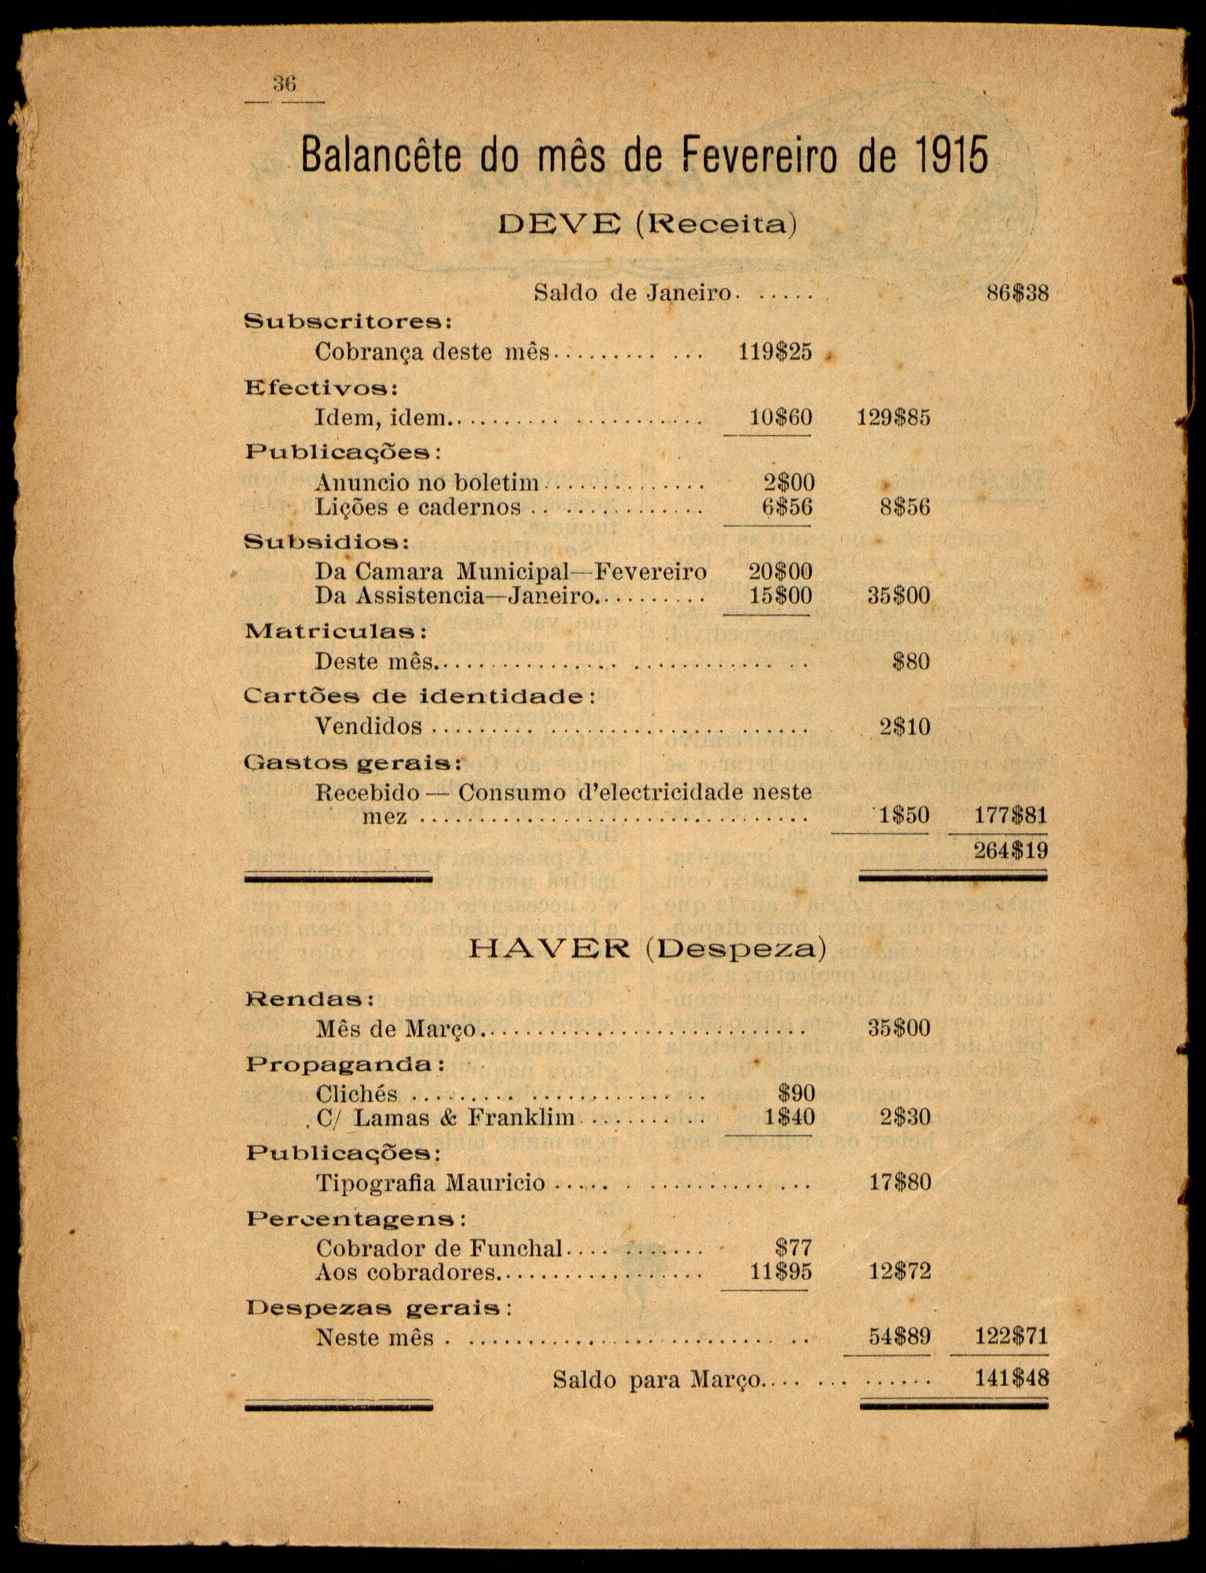 36
Balancête do mês de Fevereiro de 1915
DEVE (Receita)
Saldo de Janeiro. ..... 86$38
Subscritores:
Cobrança deste mês.......... ... 119$25
Efectivos:
Idem, idem.......... ........... 10$60 129$85
Publicações:
Anuncio no boletim.............. 2$00
Lições e cadernos .. ............ 6$56 8$56
Subsidios:
Da Camara Municipal—Fevereiro 20$00
Da Assistencia—Janeiro.......... 15$00 35$00
Matriculas:
Deste mês................ ............. .. $80
Cartões de identidade:
Vendidos ......... ............... ...... 2$10
Gastos gerais:
Recebido — Consumo d'electricidade neste
mez .................................. 1$50 177$81
264$19
HAVER (Despeza)
Rendas:
Mês de Março............................ 35$00
Propaganda:
Clichés ......... ............... $90
C/ Lamas & Franklim .......... 1$40 2$30
Publicações:
Tipografia Mauricio ..... . .......... ... 17$80
Percentagens:
Cobrador de Funchal.... ....... $77
Aos cobradores................... 11$95 12$72
Despezas gerais:
Neste mês . ........................... .. 54$89 122$71
Saldo para Março.... ... ...... 141$48